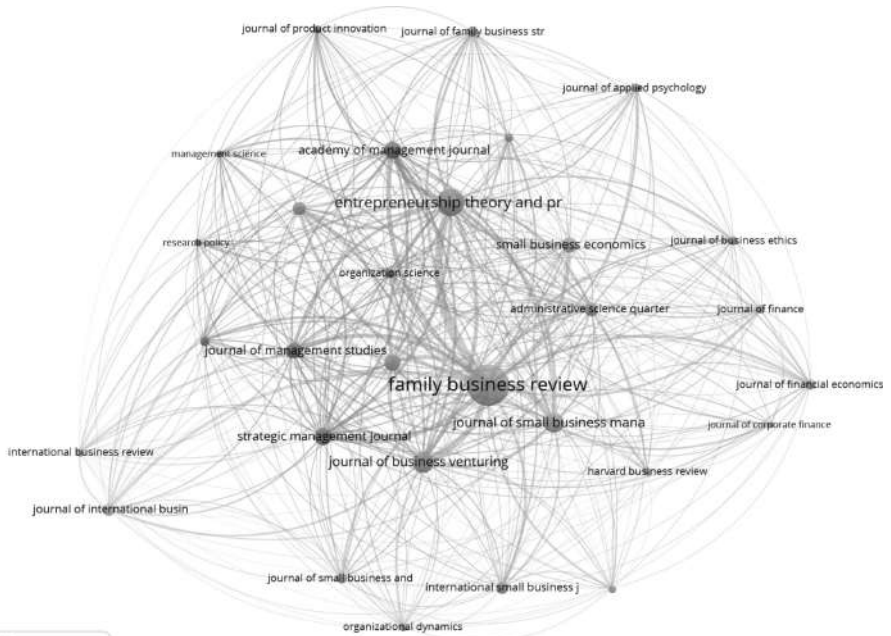 journal of product innovation
journal of family business str
journal of applied psychology
management science
academy of management journal
entrepreneurship theory and pr
research policy
small business economics
journal of business ethics
organization science
administrative science quarter
journal of finance
journal of management studies
family business review
journal of financial economics
journal of small business mana
journal of corporate finance
strategic management journal
international business review
journal of business venturing
harvard business review
journal of international busin
journal of small business and
international small business j
organizational dynamics